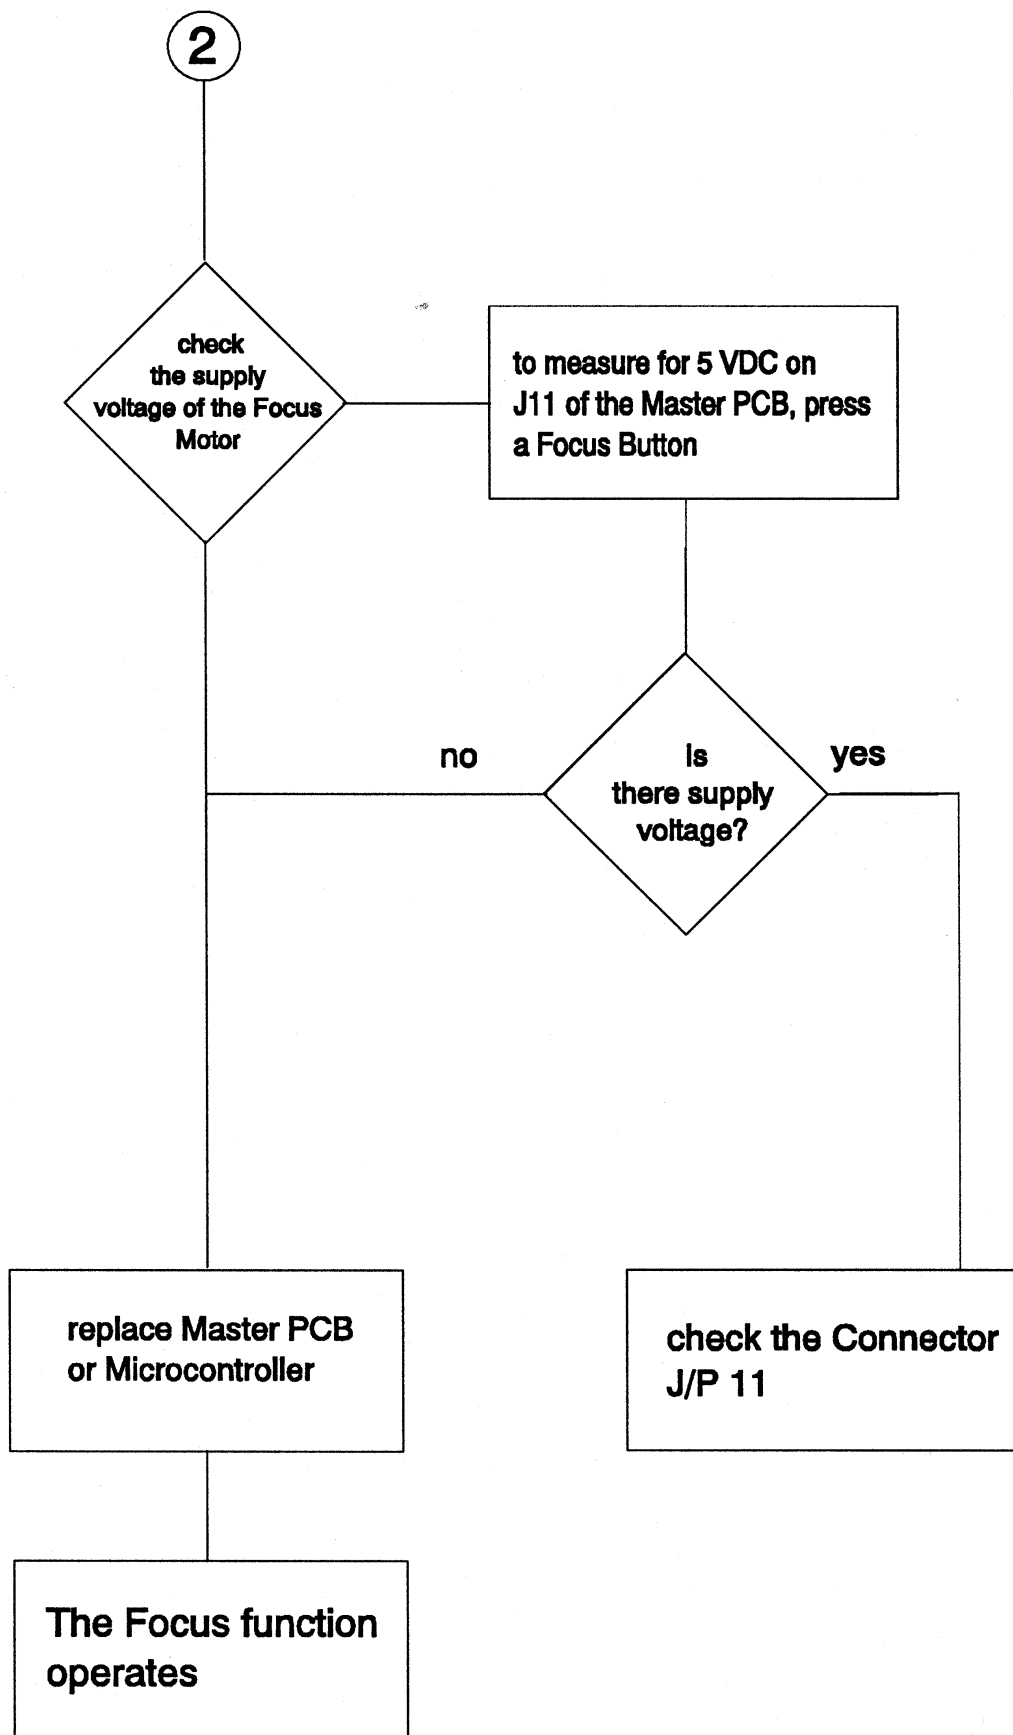 2
check
the supply
voltage of the Focus
Motor
to measure for 5 VDC on
J11 of the Master PCB, press
a Focus Button
no
Is
there supply
voltage?
yes
replace Master PCB
or Microcontroller
check the Connector
J/P 11
The Focus function
operates